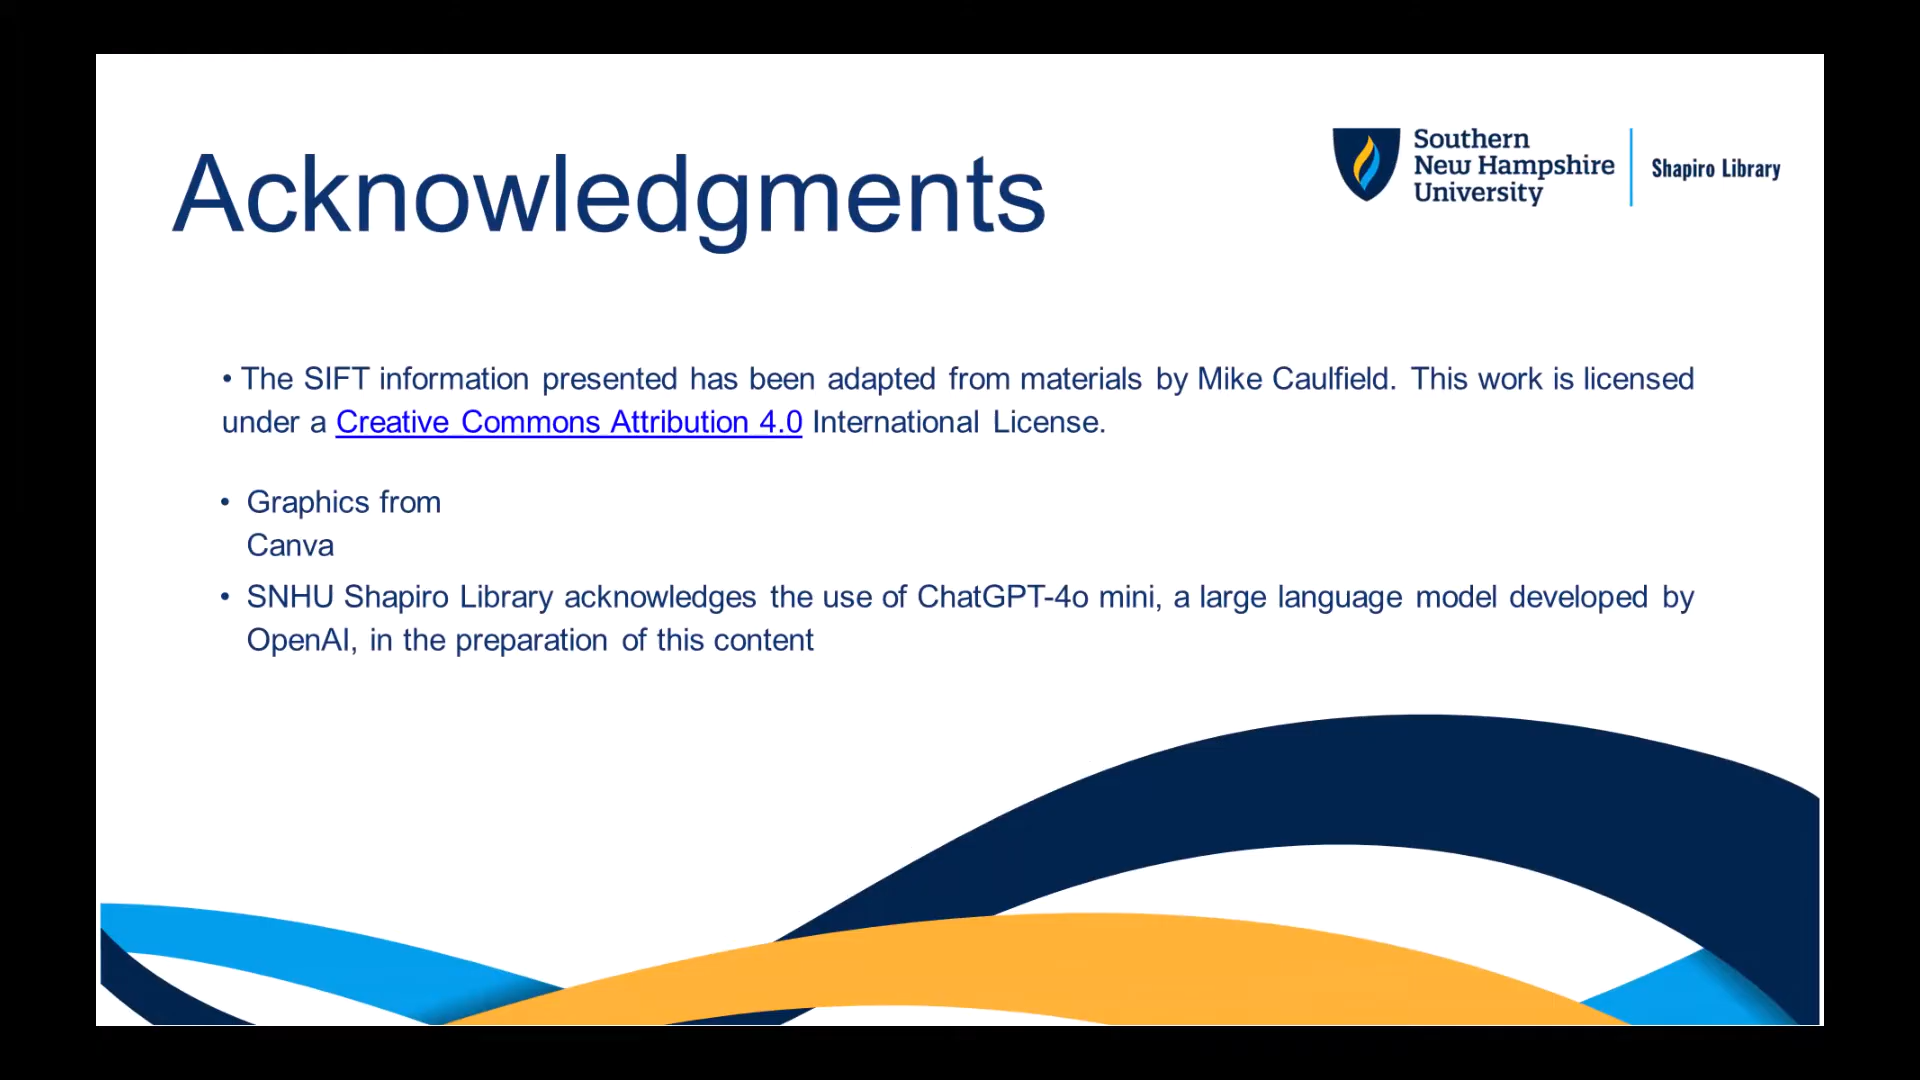 Acknowledgments
Southern
New Hampshire
University
Shapiro Library
• The SIFT information presented has been adapted from materials by Mike Caulfield. This work is licensed
under a Creative Commons Attribution 4.0 International License.
• Graphics from
Canva
• SNHU Shapiro Library acknowledges the use of ChatGPT-4o mini, a large language model developed by
OpenAI, in the preparation of this content